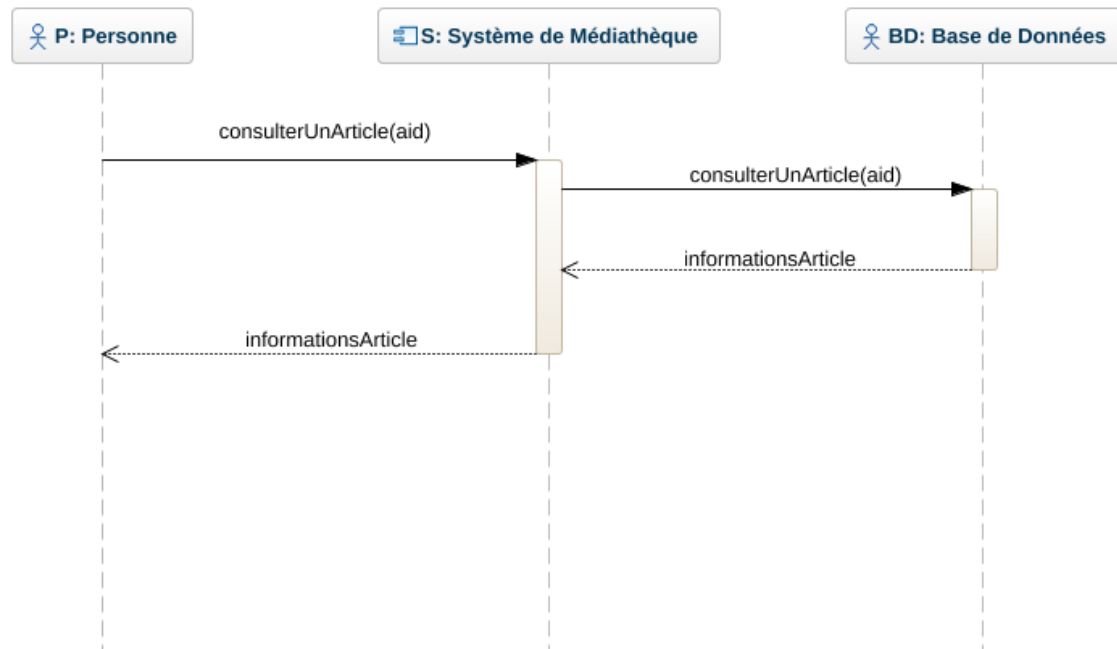 P: Personne
S: Système de Médiathèque
BD: Base de Données
consulterUnArticle(aid)
consulterUnArticle(aid)
informationsArticle
informationsArticle